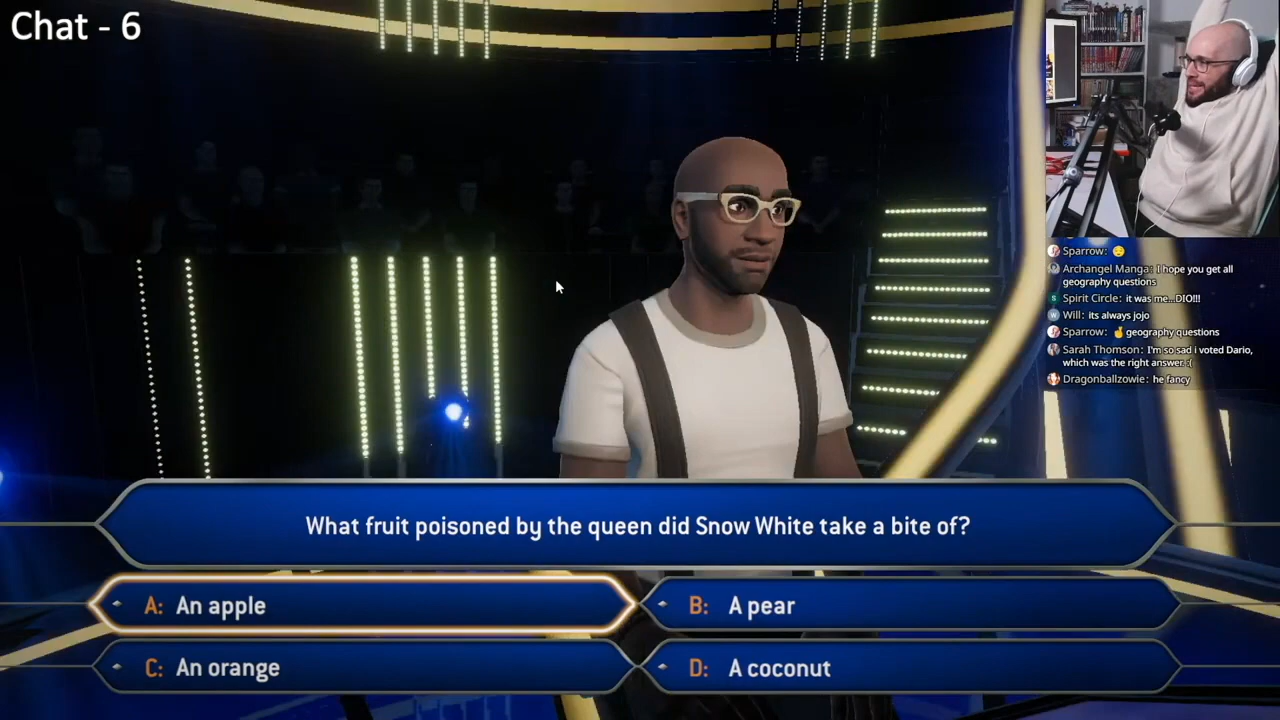 Chat - 6
Sparrow: 😌
Archangel Manga: I hope you get all
geography questions
Spirit Circle: it was me...DIO!!!
Will: its always jojo
Sparrow: 🤞geography questions
Sarah Thomson: I'm so sad i voted Dario,
which was the right answer. :(
Dragonballzowie: he fancy
What fruit poisoned by the queen did Snow White take a bite of?
A: An apple
B: A pear
C: An orange
D: A coconut